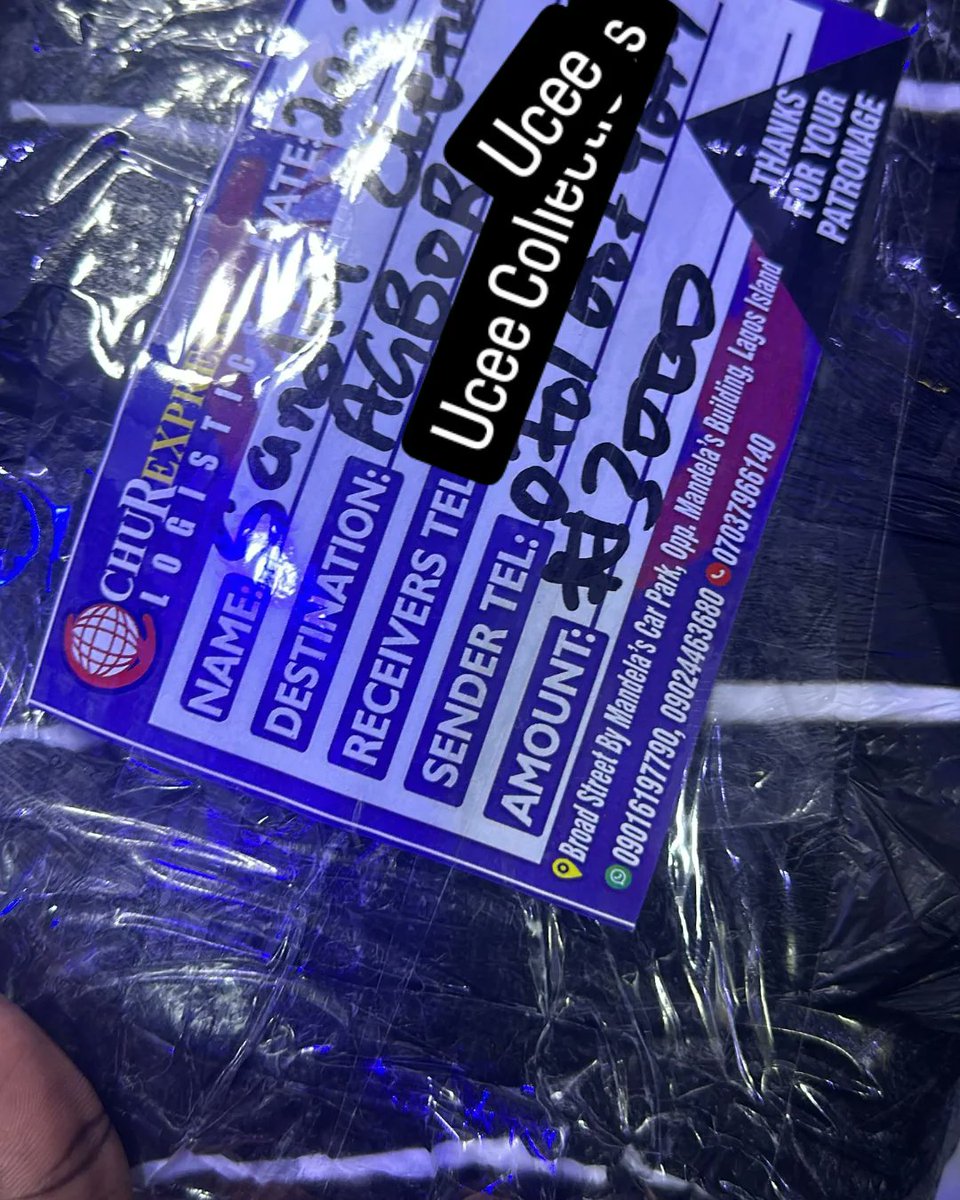 CHUREXPRESS
LOGISTICS
DATE:
NAME:
DESTINATION: AGBOR
RECEIVERS TEL
SENDER TEL:
AMOUNT: ₦3000
Broad Street By Mandela's Car Park, Opp. Mandela's Building, Lagos Island
09016197790, 09024463680 07037966140
THANKS
FOR YOUR
PATRONAGE
Ucee
Ucee Collections